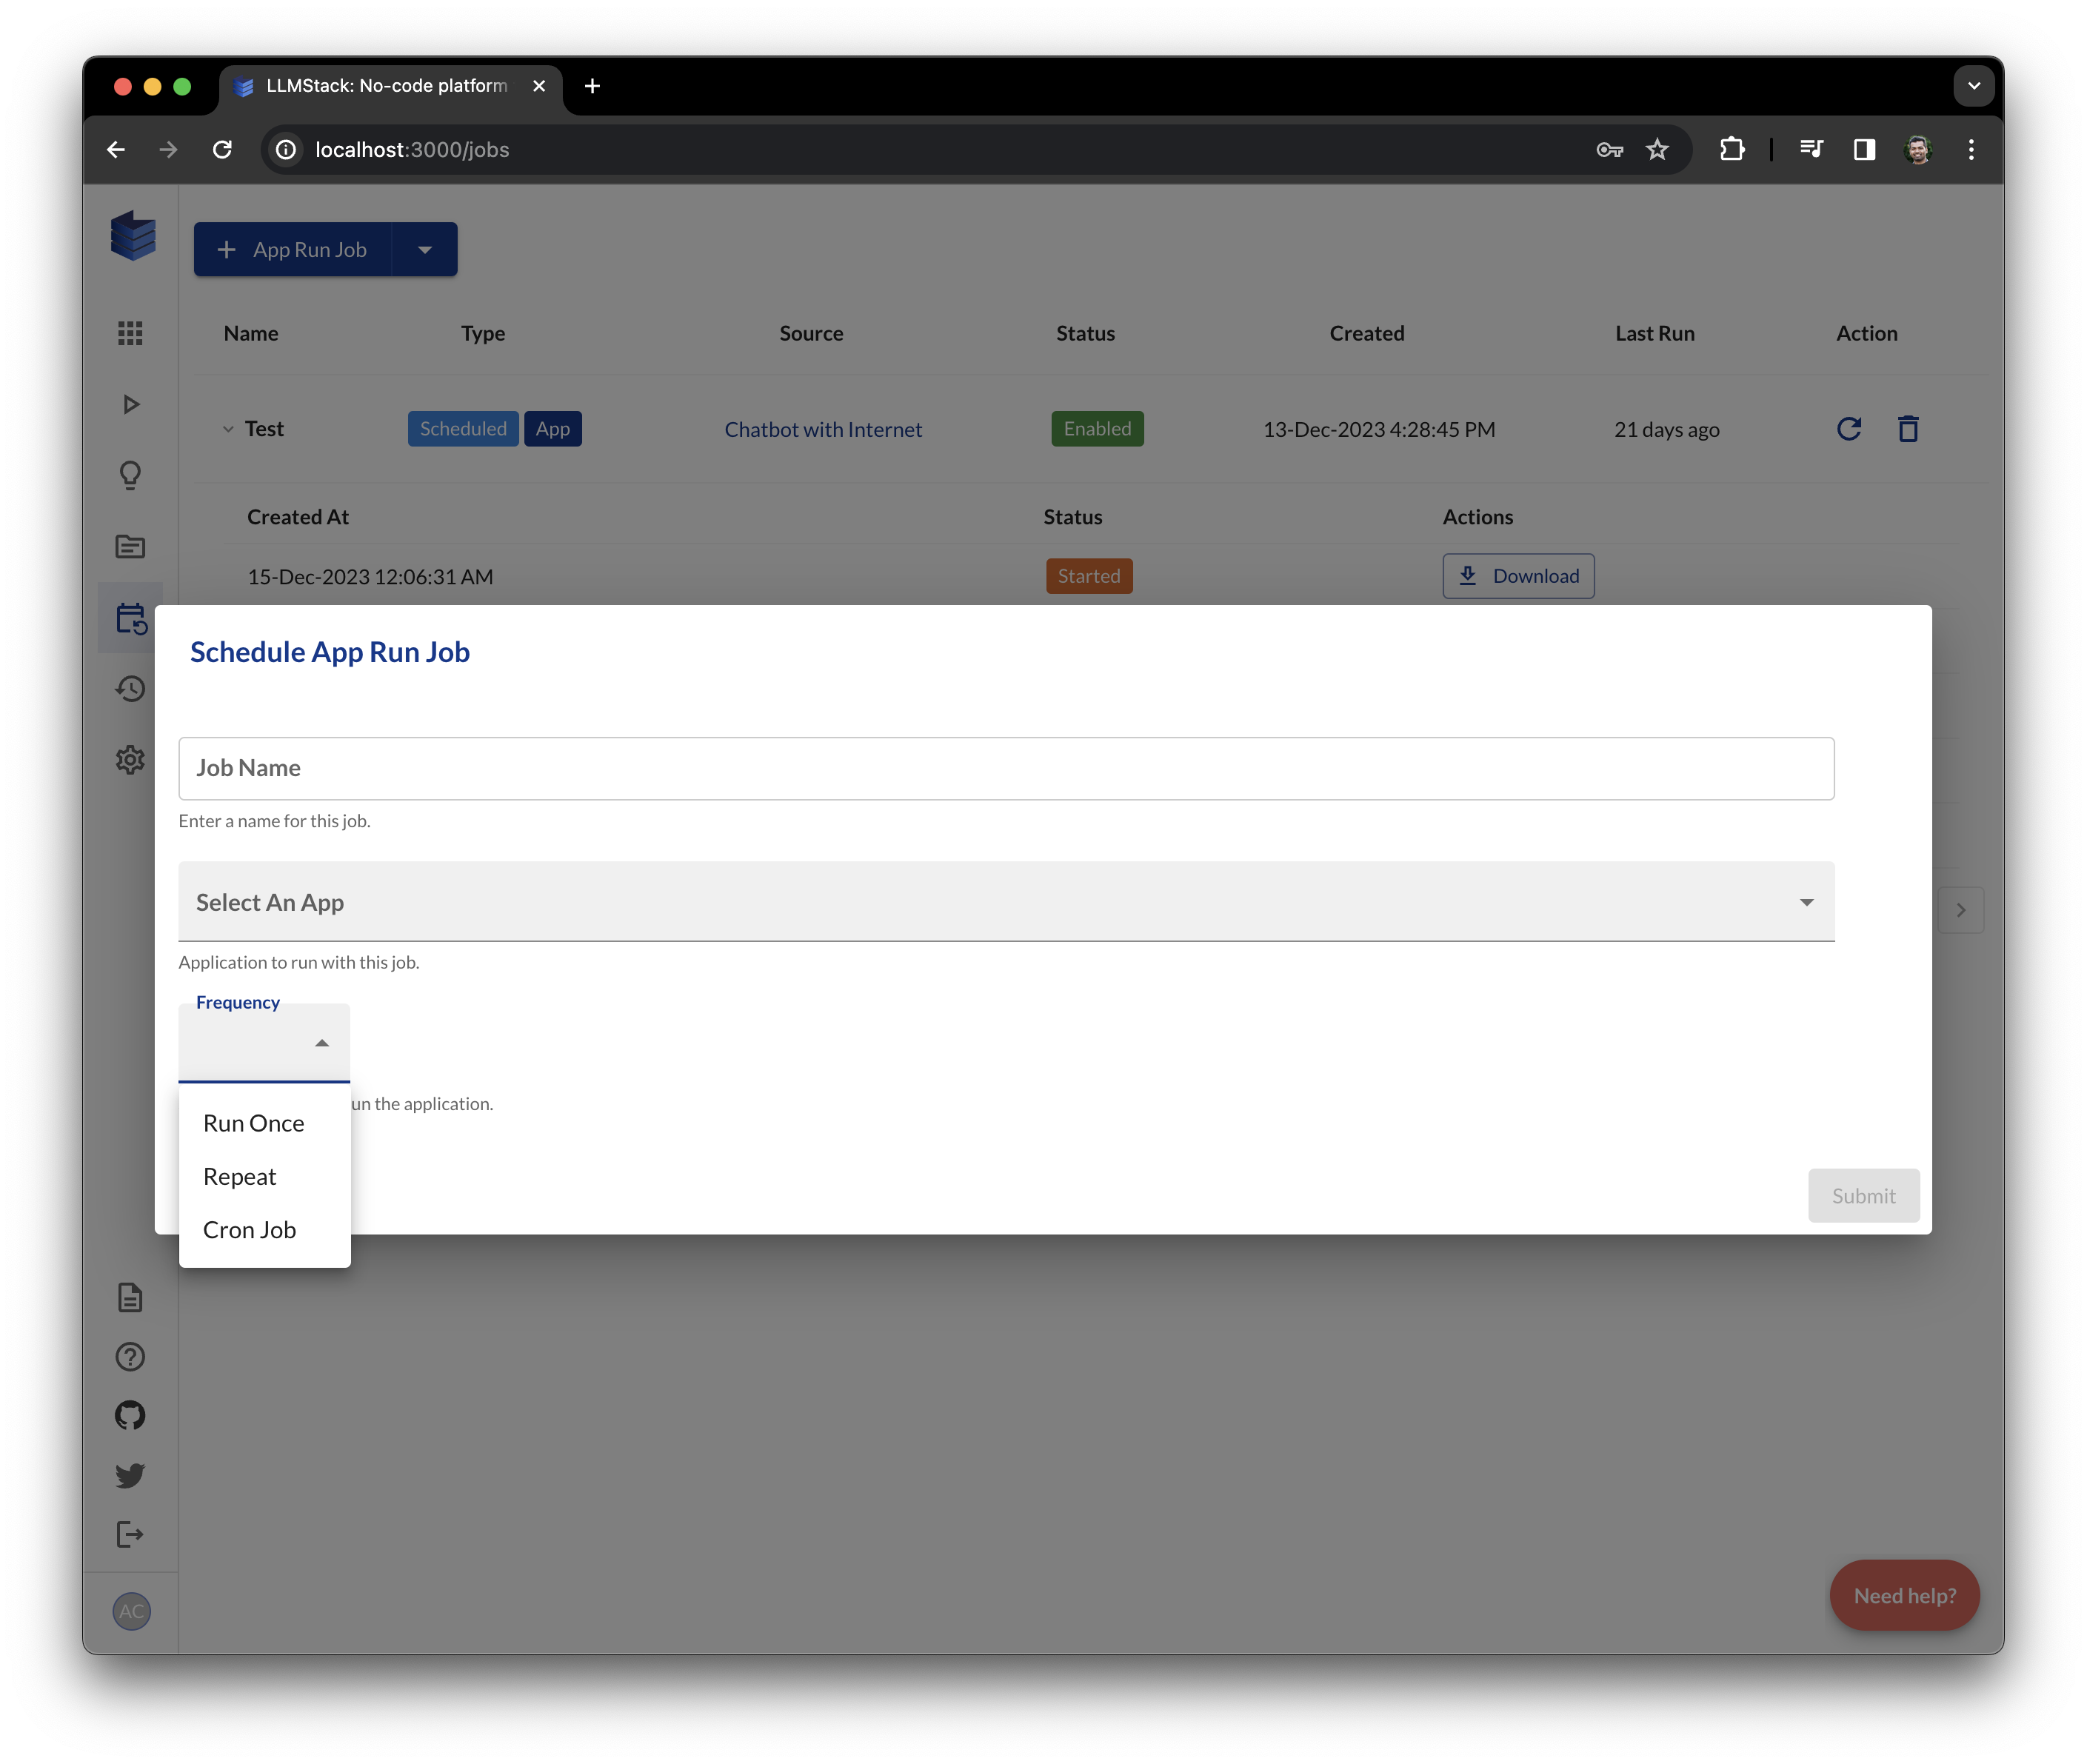 LLMStack: No-code platform
localhost:3000/jobs
App Run Job
Name Type Source Status Created Last Run Action
Test Scheduled App Chatbot with Internet Enabled 13-Dec-2023 4:28:45 PM 21 days ago
Created At Status Actions
15-Dec-2023 12:06:31 AM Started Download
Schedule App Run Job
Job Name
Enter a name for this job.
Select An App
Application to run with this job.
Frequency
un the application.
Run Once
Repeat
Cron Job
Submit
Need help?
AC